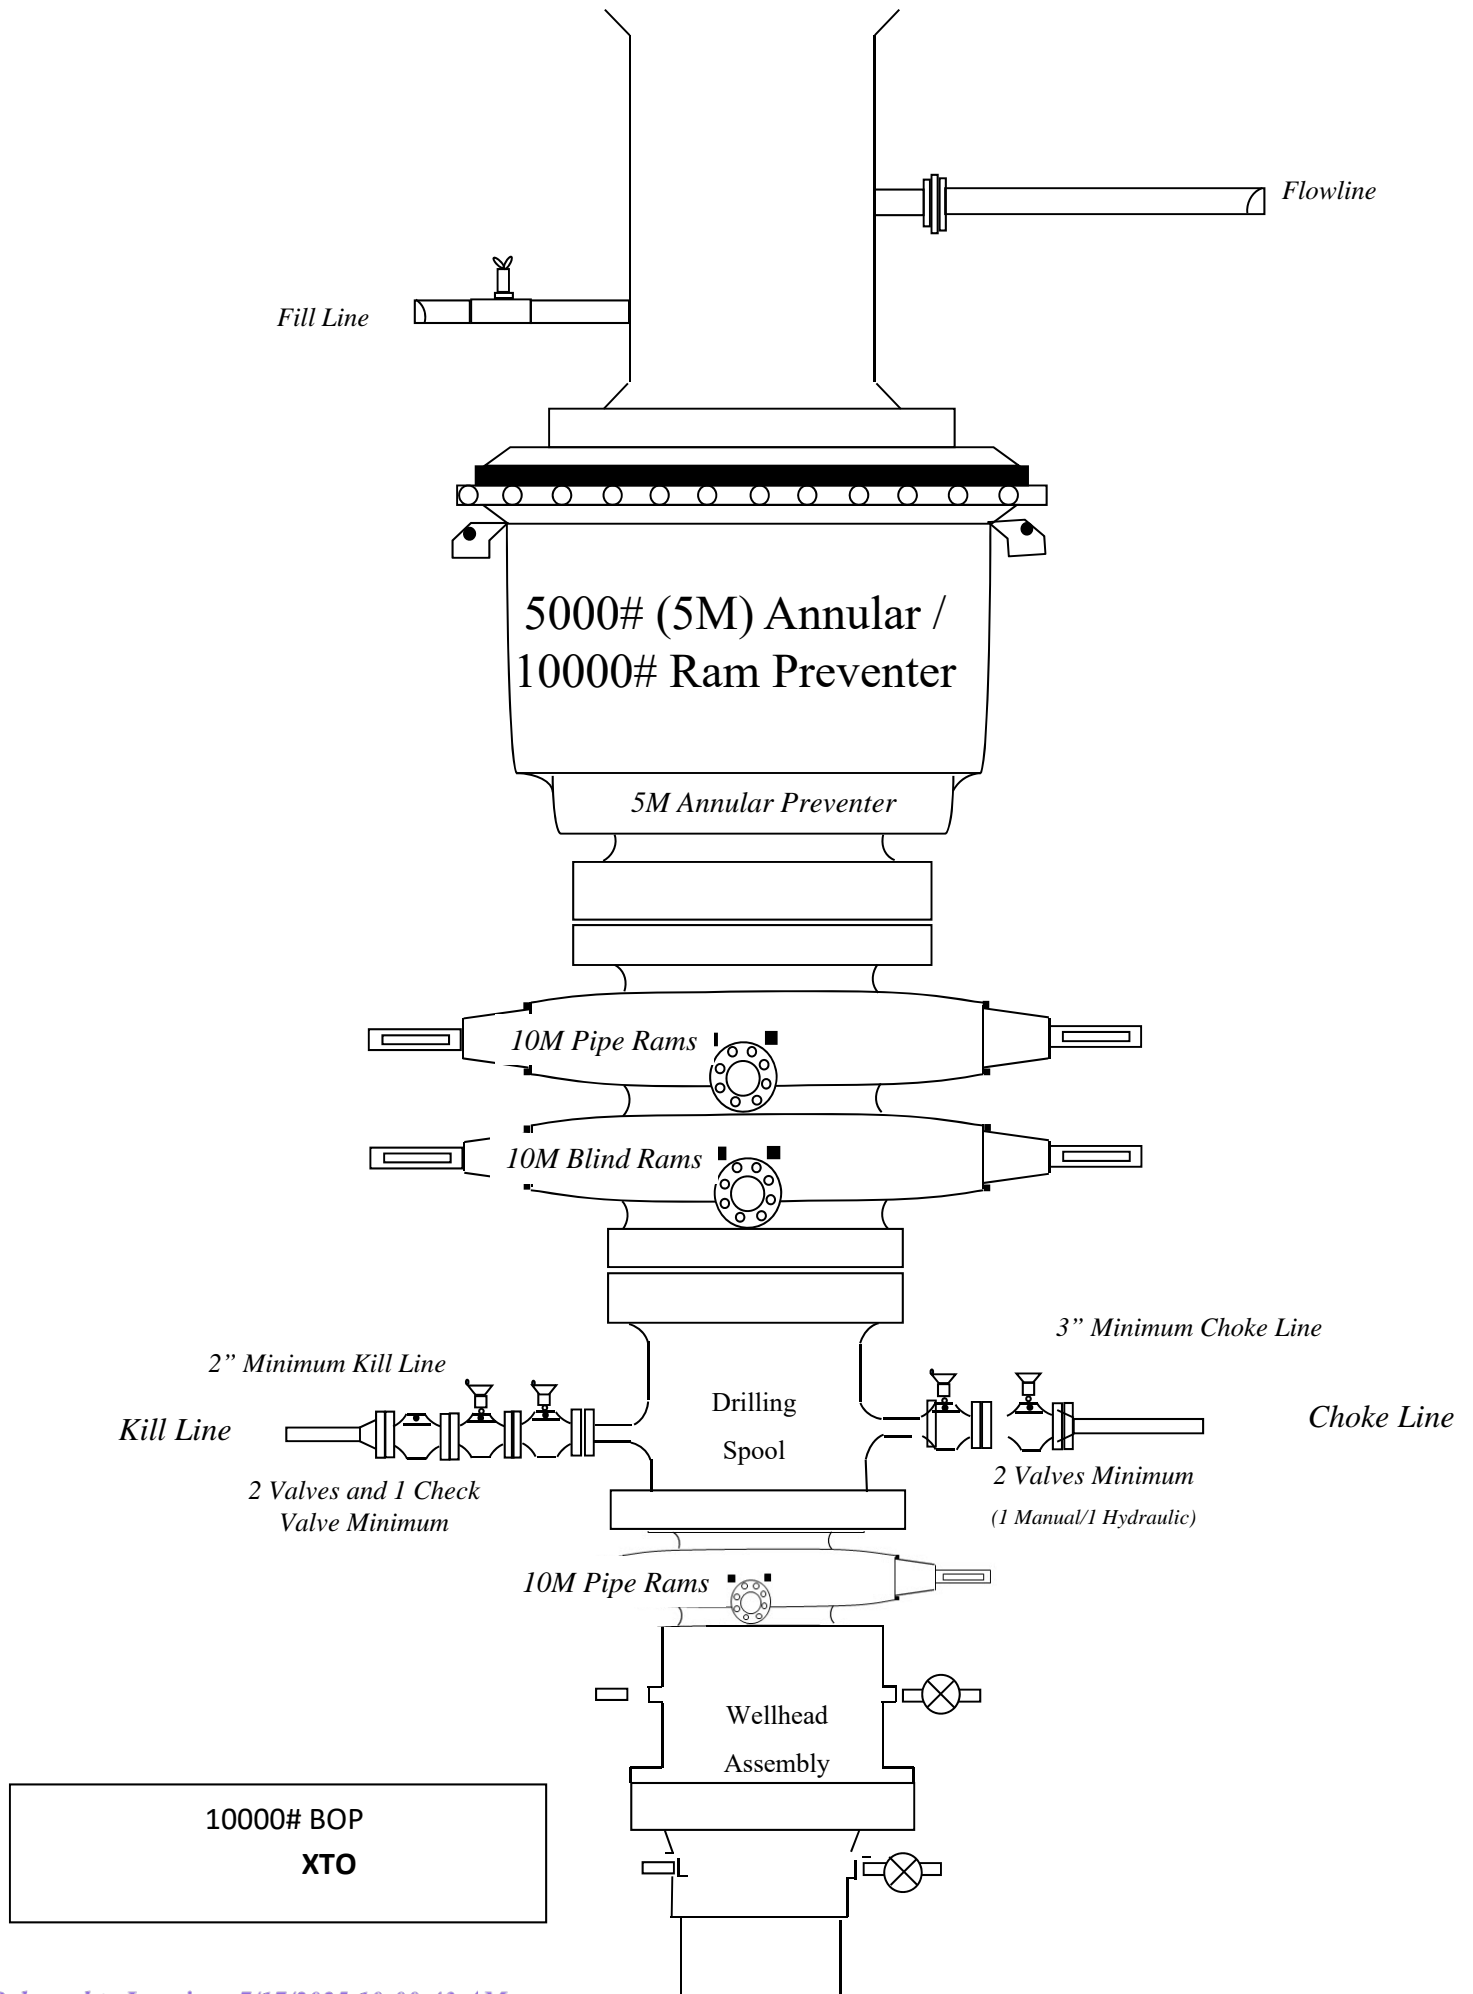 Flowline
Fill Line
5000# (5M) Annular /
10000# Ram Preventer
5M Annular Preventer
10M Pipe Rams
10M Blind Rams
3” Minimum Choke Line
2” Minimum Kill Line
Drilling
Spool
Kill Line
Choke Line
2 Valves and 1 Check
Valve Minimum
2 Valves Minimum
(1 Manual/1 Hydraulic)
10M Pipe Rams
Wellhead
Assembly
10000# BOP
XTO